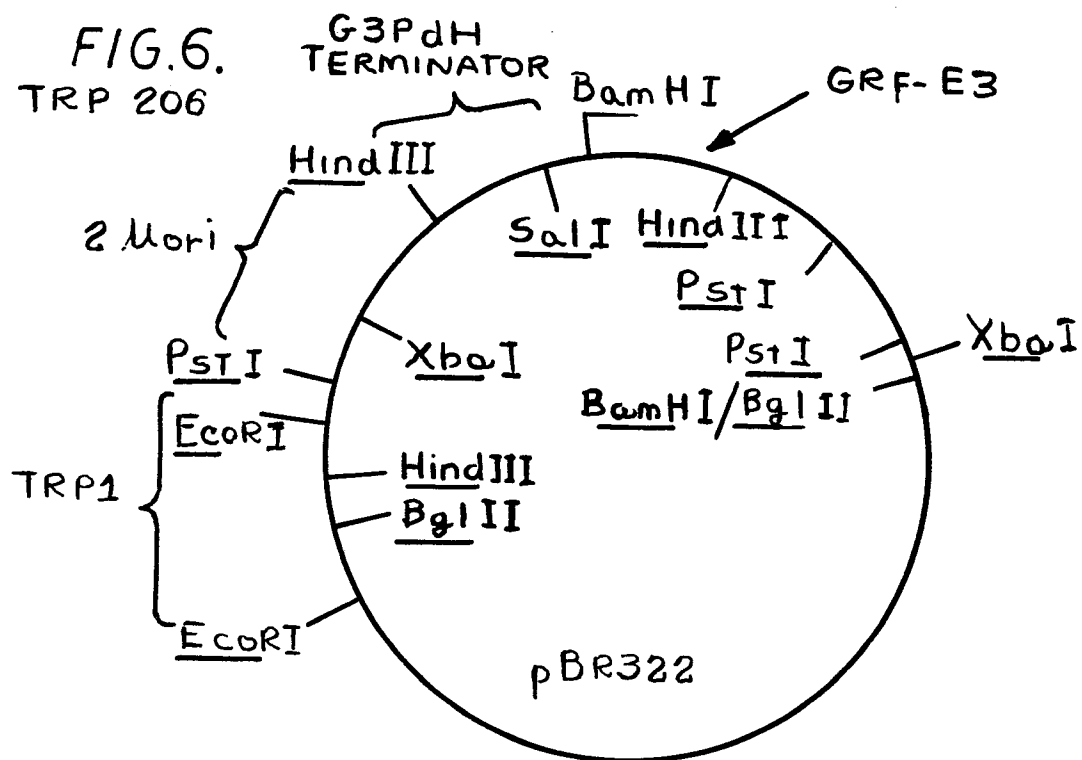 FIG.6.
TRP 206
G3PdH
TERMINATOR
BamHI
GRF-E3
HindIII
SalI
HindIII
2 Mori
PstI
PstI
XbaI
XbaI
PstI
BamHI/BglII
EcoRI
HindIII
TRP1
BglII
EcoRI
pBR322